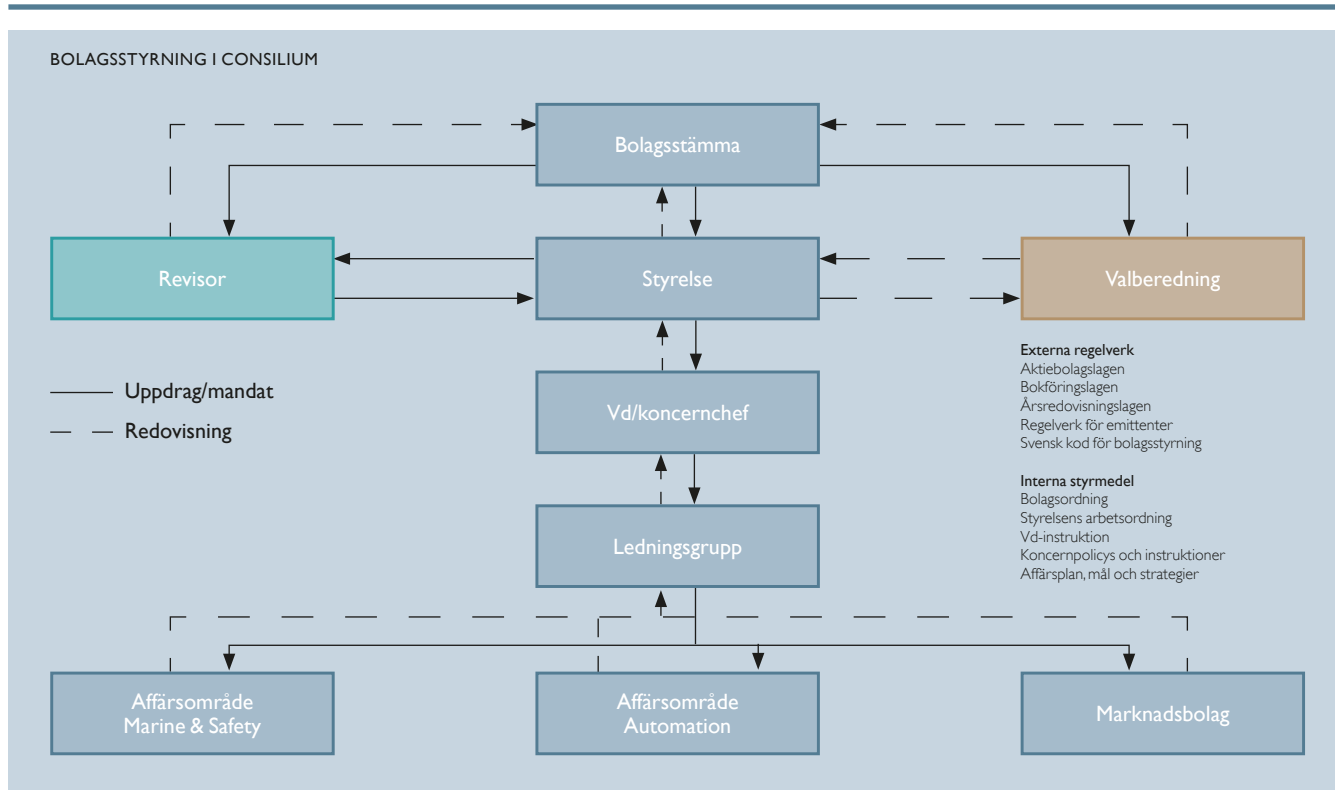 BOLAGSSTYRNING I CONSILIUM
Bolagsstämma
Revisor
Styrelse
Valberedning
Uppdrag/mandat
Redovisning
Vd/koncernchef
Externa regelverk
Aktiebolagslagen
Bokföringslagen
Årsredovisningslagen
Regelverk för emittenter
Svensk kod för bolagsstyrning
Interna styrmedel
Bolagsordning
Styrelsens arbetsordning
Vd-instruktion
Koncernpolicys och instruktioner
Affärsplan, mål och strategier
Ledningsgrupp
Affärsområde
Marine & Safety
Affärsområde
Automation
Marknadsbolag